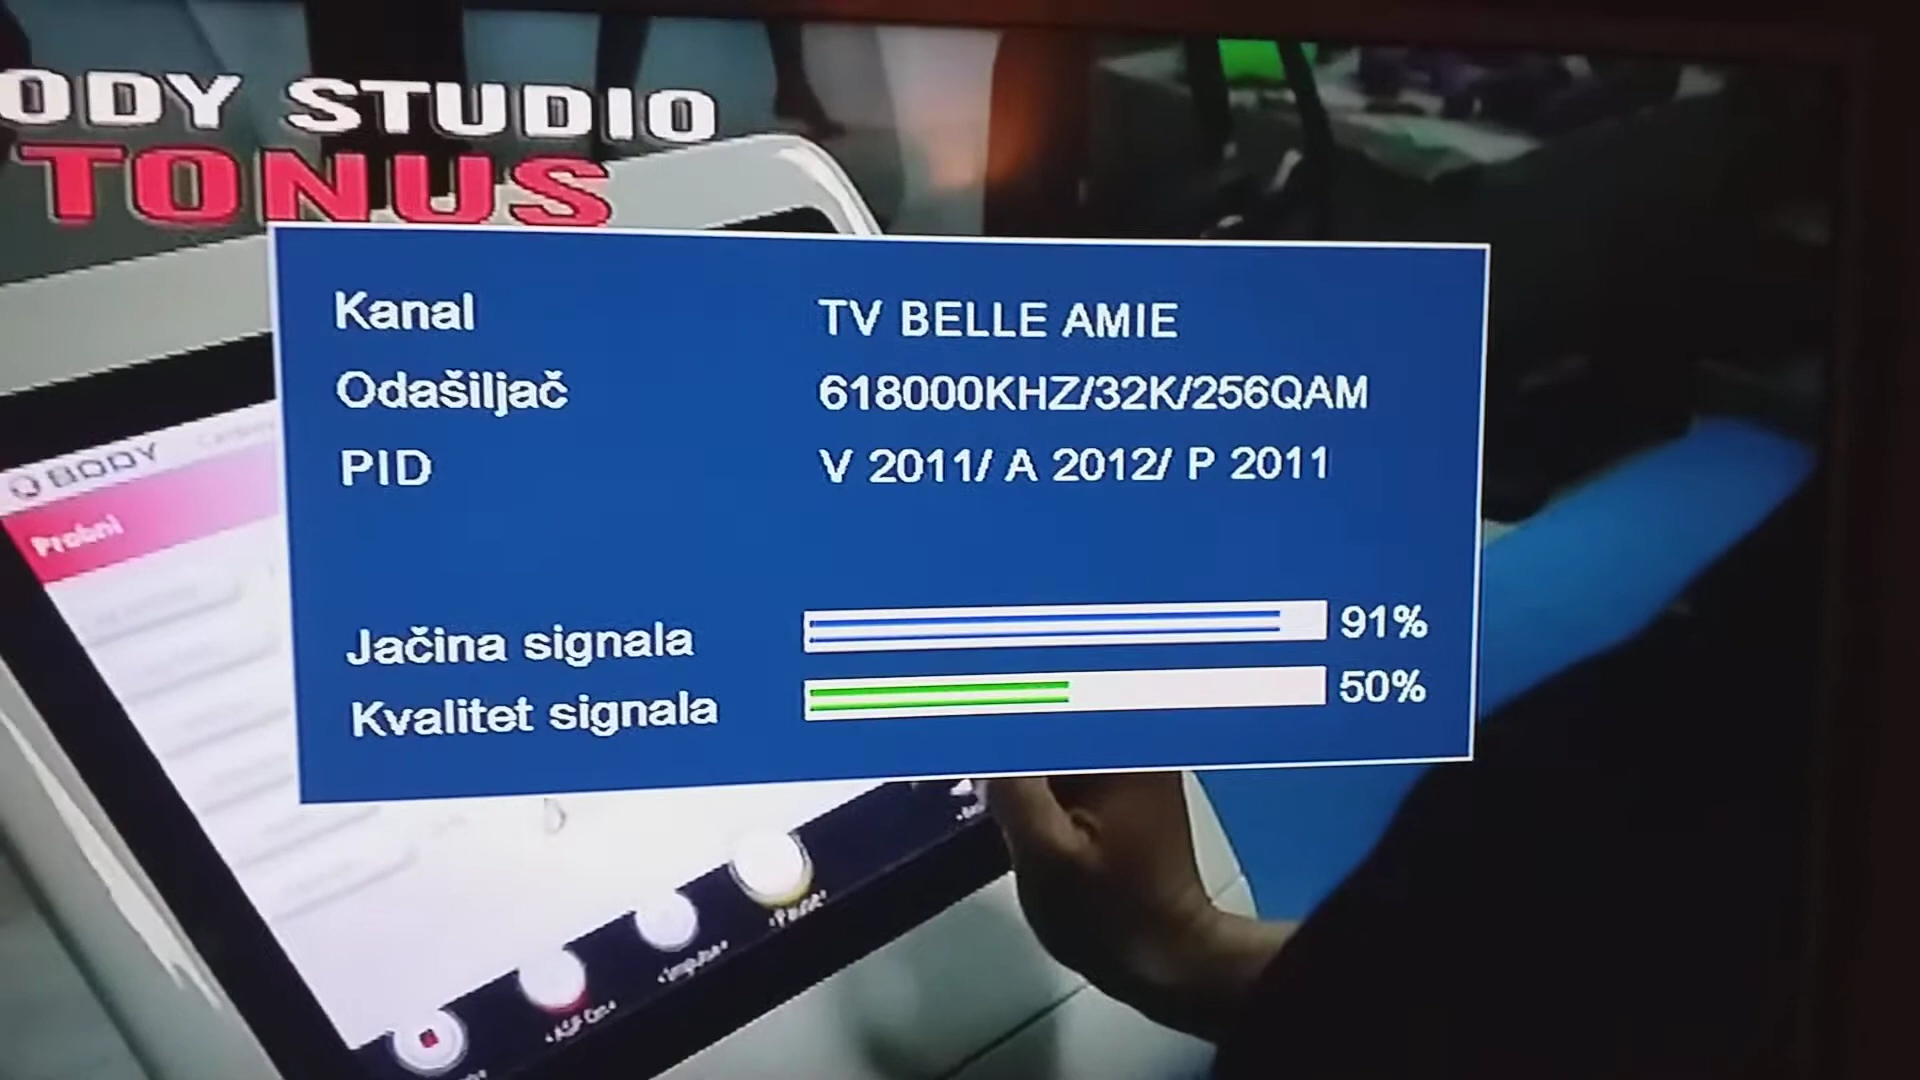 ODY STUDIO
TONUS
Kanal TV BELLE AMIE
Odašiljač 618000KHZ/32K/256QAM
PID V 2011/ A 2012/ P 2011
BODY
Probni
Jačina signala 91%
Kvalitet signala 50%